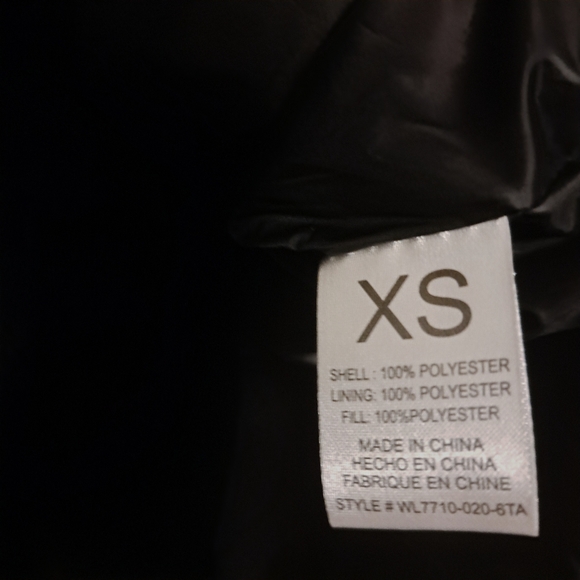 XS
SHELL : 100% POLYESTER
LINING: 100% POLYESTER
FILL: 100%POLYESTER
MADE IN CHINA
HECHO EN CHINA
FABRIQUE EN CHINE
STYLE # WL7710-020-6TA